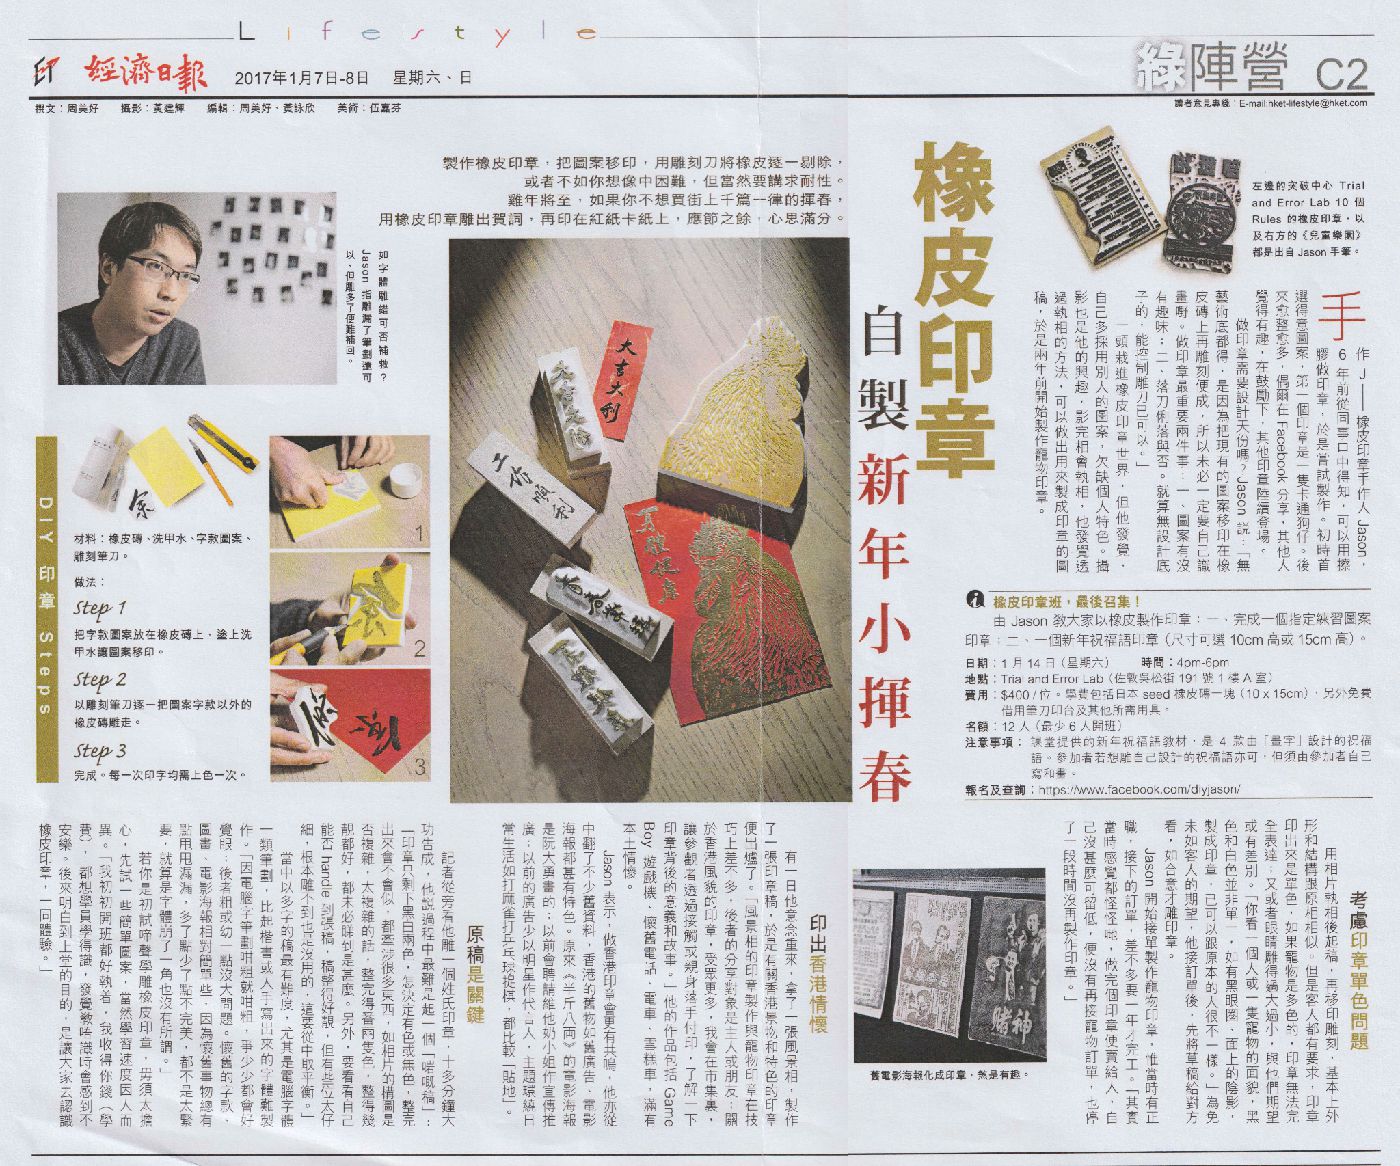 Lifestyle
經濟日報
2017年1月7日-8日 星期六、日
綠陣營 C2
撰文：周美好 攝影：黃建輝 編輯：周美好、黃詠欣 美術：伍嘉芬
讀者意見專線：E-mail:hket-lifestyle@hket.com
橡皮印章
自製新年小揮春
製作橡皮印章，把圖案移印，用雕刻刀將橡皮逐一剔除，
或者不如你想像中困難，但當然要講求耐性。
雞年將至，如果你不想買街上千篇一律的揮春，
用橡皮印章雕出賀詞，再印在紅紙卡紙上，應節之餘，心思滿分。
左邊的突破中心 Trial
and Error Lab 10 個
Rules 的橡皮印章，以
及右方的《兒童樂園》
都是出自 Jason 手筆。
如字體雕錯可否補救？
Jason 指雕漏了筆劃還可
以，但雕多了便難補回。
大吉大利
工作順利
手作 J——橡皮印章手作人 Jason，
6 年前從同事口中得知，可以用擦
膠做印章，於是嘗試製作。初時首
選得意圖案，第一個印章是一隻卡通狗仔。後
來愈整愈多，偶爾在 Facebook 分享，其他人
覺得有趣，在鼓勵下，其他印章陸續登場。
做印章需要設計天份嗎？Jason 說：「無
藝術底都得，是因為把現有的圖案移印在橡
皮磚上再雕刻便成，所以未必一定要自己識
畫嘢。做印章最重要兩件事：一、圖案有沒
有趣味；二、落刀俐落與否。就算無設計底
子的，能控制雕刀已可以。」
一頭栽進橡皮印章世界，但他發覺，
自己多採用別人的圖案，欠缺個人特色。攝
影也是他的興趣，影完相會執相，他發覺透
過執相的方法，可以做出用來製成印章的圖
稿，於是兩年前開始製作寵物印章。
橡皮印章班，最後召集！
由 Jason 教大家以橡皮製作印章：一、完成一個指定練習圖案
印章；二、一個新年祝福語印章（尺寸可選 10cm 高或 15cm 高）。
日期：1 月 14 日（星期六） 時間：4pm-6pm
地點：Trial and Error Lab（佐敦吳松街 191 號 1 樓 A 室）
費用：$400 / 位。學費包括日本 seed 橡皮磚一塊（10 x 15cm），另外免費
借用筆刀印台及其他所需用具。
名額：12 人（最少 6 人開班）
注意事項：課堂提供的新年祝福語教材，是 4 款由「畫字」設計的祝福
語。參加者若想雕自己設計的祝福語亦可，但須由參加者自己
寫和畫。
報名及查詢：https://www.facebook.com/diyjason/
DIY 印章 Steps
材料：橡皮磚、洗甲水、字款圖案、
雕刻筆刀。
做法：
Step 1
把字款圖案放在橡皮磚上，塗上洗
甲水讓圖案移印。
Step 2
以雕刻筆刀逐一把圖案字款以外的
橡皮磚雕走。
Step 3
完成。每一次印字均需上色一次。
1
2
3
考慮印章單色問題
用相片執相後起稿，再移印雕刻，基本上外
形和結構跟原相相似。但是客人都有要求，印章
印出來是單色，如果寵物是多色的，印章無法完
全表達；又或者眼睛雕得過大過小，與他們期望
或有差別。「你看一個人或一隻寵物的面貌，黑
色和白色並非單一，如有黑眼圈，面上的陰影，
製成印章，已可以跟原本的人很不一樣。」為免
未如客人的期望，他接訂單後，先將草稿給對方
看，如合意才雕印章。
Jason 開始接單製作寵物印章，惟當時有正
職，接下的訂單，差不多要一年才完工。「其實
當時感覺都怪怪哋，做完個印章便賣給人，自
己沒甚麼可留低，便沒有再接寵物訂單，也停
了一段時間沒再製作印章。」
賭神
舊電影海報化成印章，煞是有趣。
印出香港情懷
有一日他意念重來，拿了一張風景相，製作
了一張印章稿，於是有關香港景物和特色的印章
便出爐了。「風景相的印章製作與寵物印章在技
巧上差不多，後者的分享對象是主人或朋友；關
於香港風貌的印章，受眾更多，我會在市集裏，
讓參觀者透過接觸或親身落手付印，了解一下
印章背後的意義和故事。」他的作品包括 Game
Boy 遊戲機、懷舊電話、電車、雪糕車，滿有
本土情懷。
Jason 表示，做香港印章會更有共鳴，他亦從
中翻了不少舊資料，香港的舊物如舊廣告、電影
海報都甚有特色。原來《半斤八両》的電影海報
是阮大勇畫的；以前會聘請維他奶小姐作宣傳推
廣；以前的廣告少以明星作代言人，主題環繞日
常生活如打麻雀打乒乓球捉棋，都比較「貼地」。
原稿是關鍵
記者從旁看他雕一個姓氏印章，十多分鐘大
功告成，他說過程中最難是起一個「啱嘅稿」：
「印章只剩下黑白兩色，怎決定有色或無色，整完
出來會不會似，都牽涉很多東西，如相片的構圖是
否複雜，太複雜的話，整完得番兩隻色，整得幾
靚都好，都未必睇到是甚麼。另外，要看看自己
能否 handle 到張稿，稿整得好靚，但有些位太仔
細，根本雕不到也是沒用的，這要從中取平衡。」
當中以多字的稿最有難度，尤其是電腦字體
一類筆劃，比起楷書或人手寫出來的字體難製
作。「因電腦字筆劃咁粗就咁粗，爭少少都會好
覺眼；後者粗或幼一點沒大問題。懷舊的字款、
圖畫、電影海報相對簡單些，因為懷舊事物總有
點甩甩漏漏，多了點少了點不完美，都不是太緊
要，就算是字體崩了一角也沒有所謂。」
若你是初試啼聲學雕橡皮印章，毋須太擔
心，先試一些簡單圖案，當然學習速度因人而
異。「我初初開班都好執着，我收得你錢（學
費），都想學員學得識，發覺教唔識時會感到不
安樂。後來明白到上堂的目的，是讓大家去認識
橡皮印章，一同體驗。」